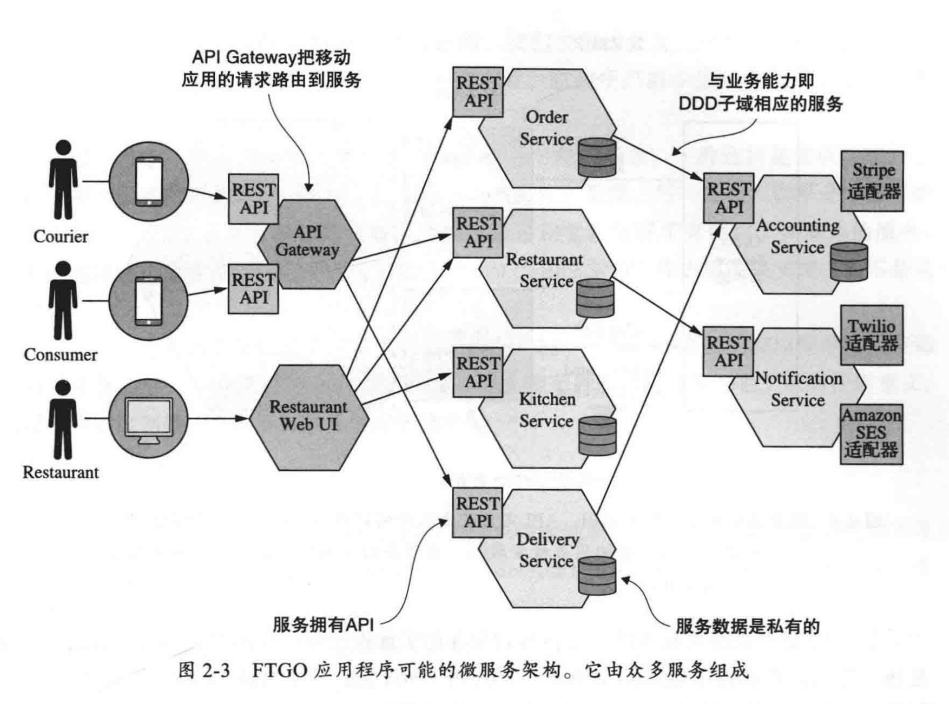 API Gateway把移动
应用的请求路由到服务
与业务能力即
DDD子域相应的服务
REST
API
Order
Service
Courier
REST
API
API
Gateway
REST
API
Consumer
REST
API
Restaurant
Service
REST
API
Accounting
Service
Stripe
适配器
REST
API
Notification
Service
Twilio
适配器
Amazon
SES
适配器
Restaurant
Restaurant
Web UI
REST
API
Kitchen
Service
REST
API
Delivery
Service
服务拥有API
服务数据是私有的
图 2-3 FTGO 应用程序可能的微服务架构。它由众多服务组成